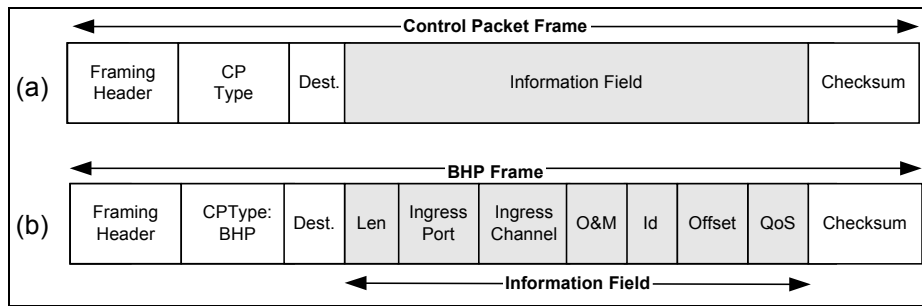 Control Packet Frame
(a)
Framing
Header
CP
Type
Dest.
Information Field
Checksum
BHP Frame
(b)
Framing
Header
CPType:
BHP
Dest.
Len
Ingress
Port
Ingress
Channel
O&M
Id
Offset
QoS
Checksum
Information Field